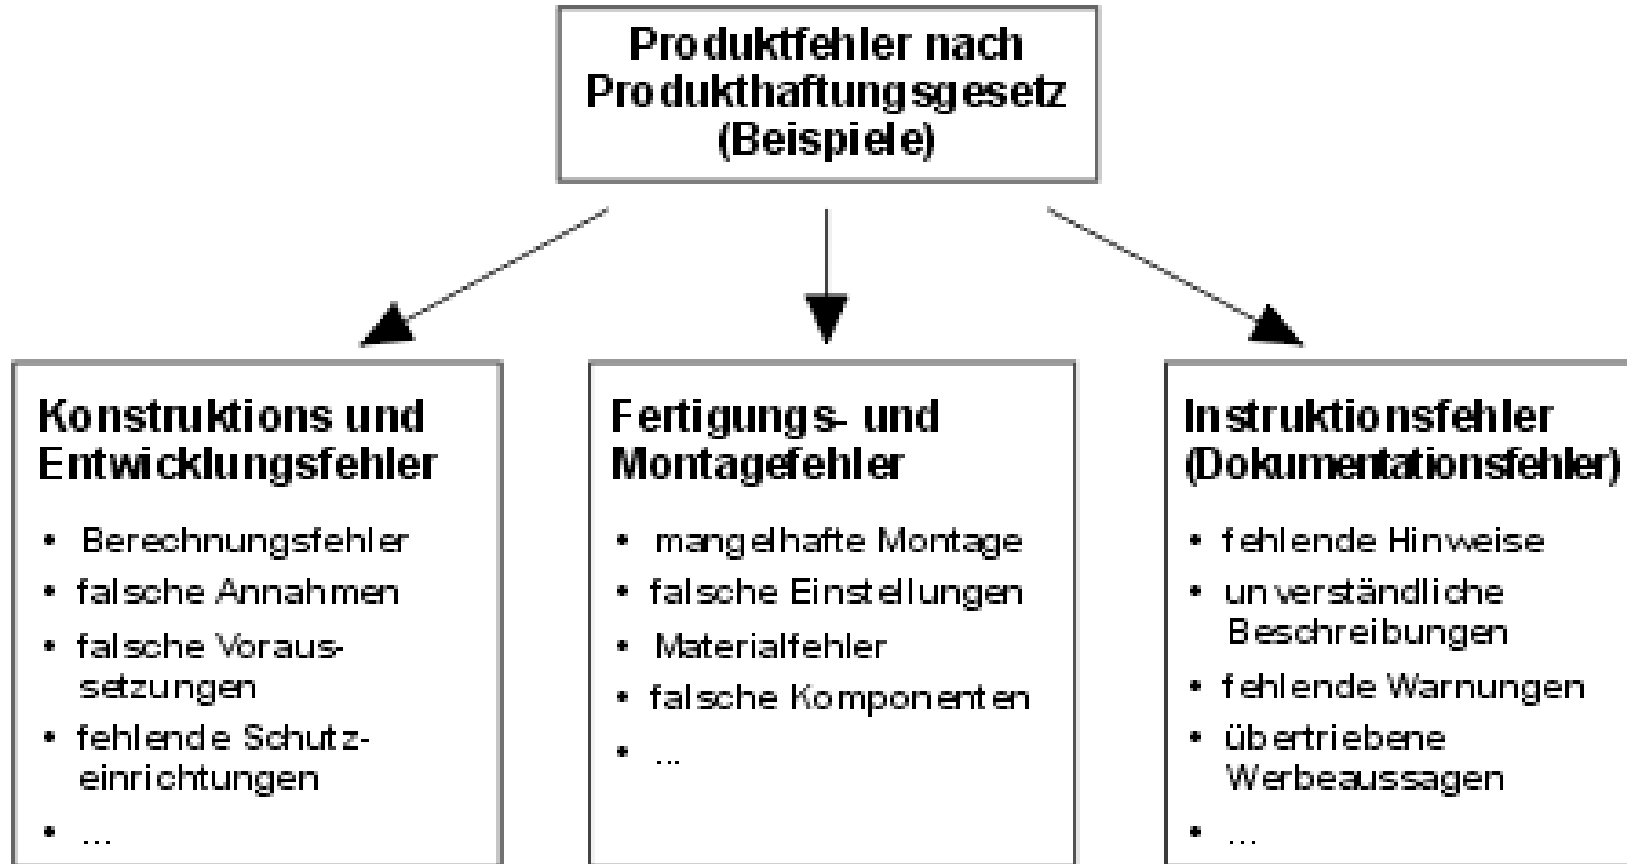 Produktfehler nach
Produkthaftungsgesetz
(Beispiele)
Konstruktions und
Entwicklungsfehler
• Berechnungsfehler
• falsche Annahmen
• falsche Voraus-
setzungen
• fehlende Schutz-
einrichtungen
• ...
Fertigungs- und
Montagefehler
• mangelhafte Montage
• falsche Einstellungen
• Materialfehler
• falsche Komponenten
• ...
Instruktionsfehler
(Dokumentationsfehler)
• fehlende Hinweise
• unverständliche
Beschreibungen
• fehlende Warnungen
• übertriebene
Werbeaussagen
• ...